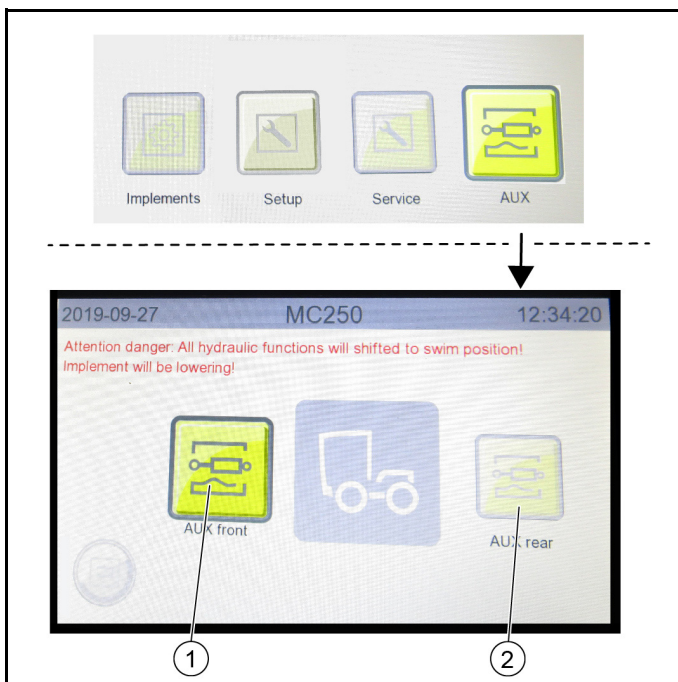 Implements Setup Service AUX
2019-09-27 MC250 12:34:20
Attention danger: All hydraulic functions will shifted to swim position!
Implement will be lowering!
AUX front
AUX rear
1 2